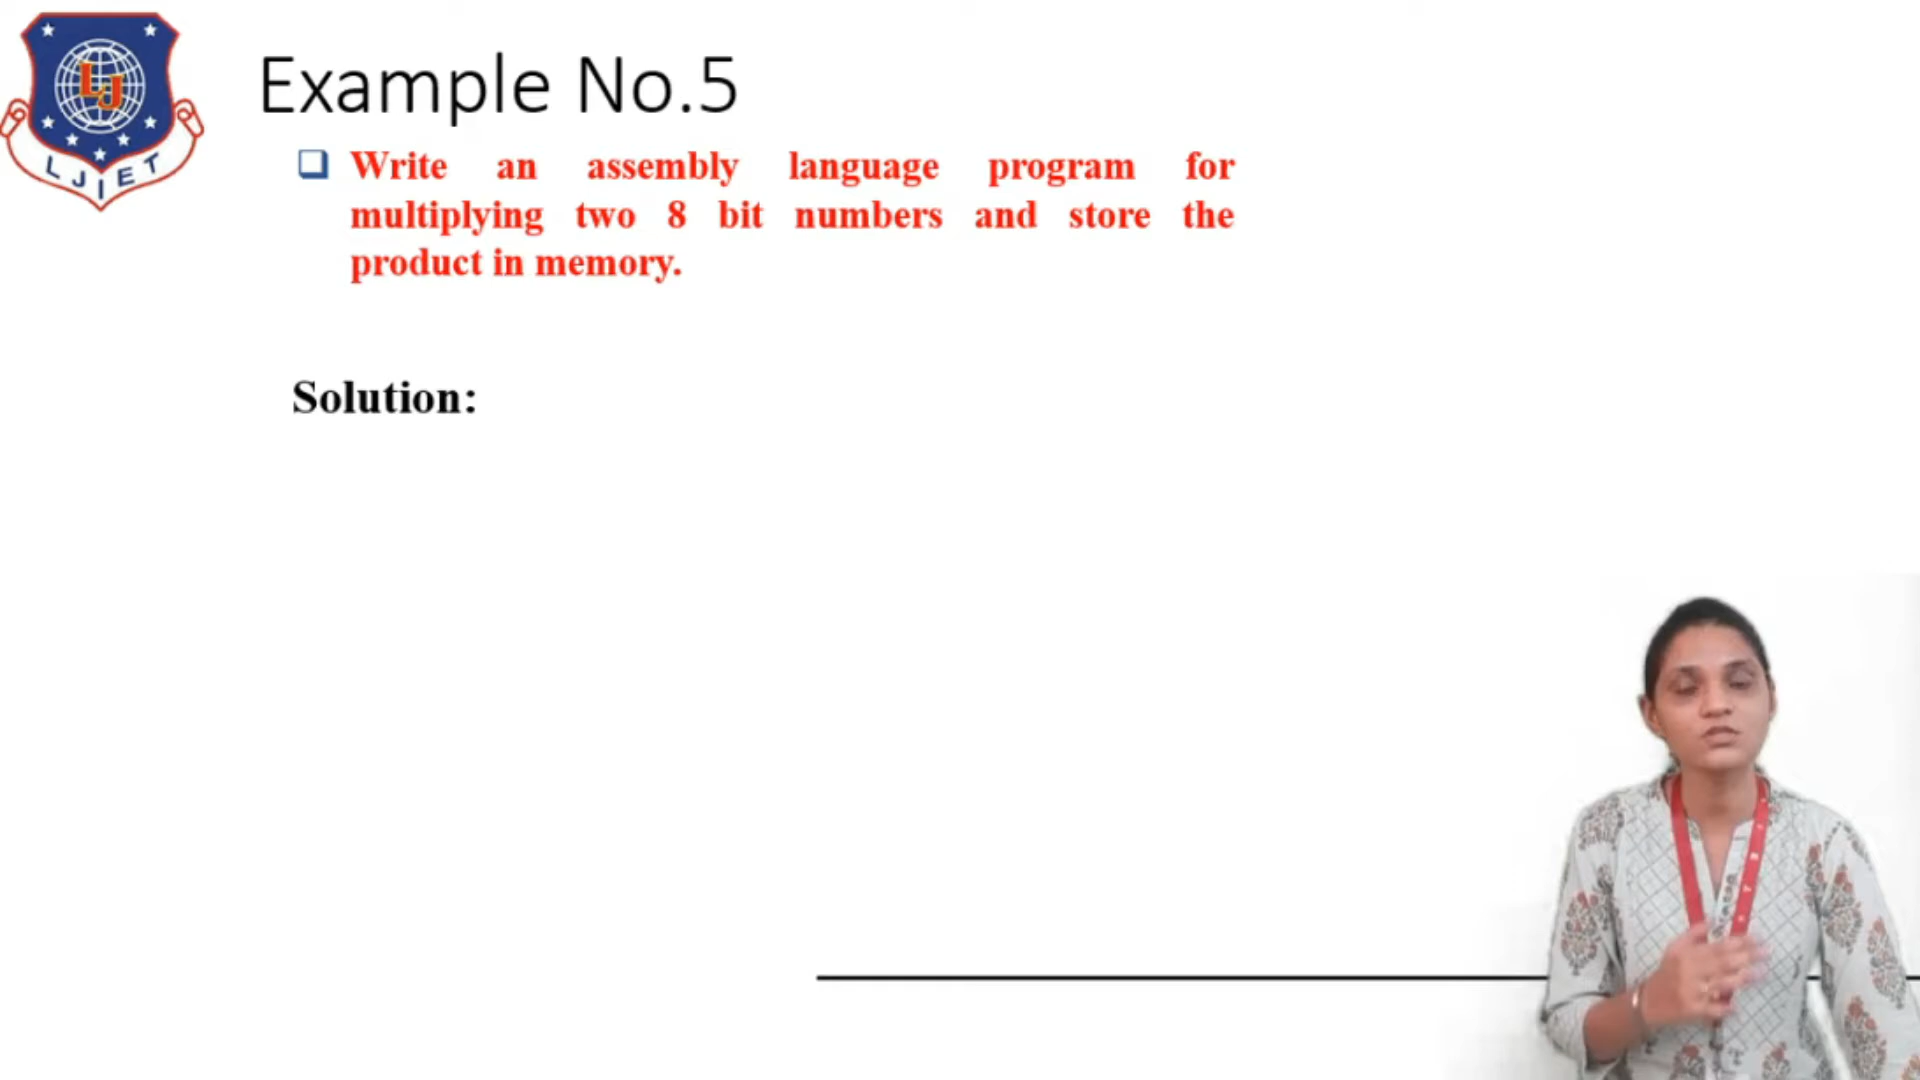 LJ
LJIET
Example No.5
Write an assembly language program for
multiplying two 8 bit numbers and store the
product in memory.
Solution: